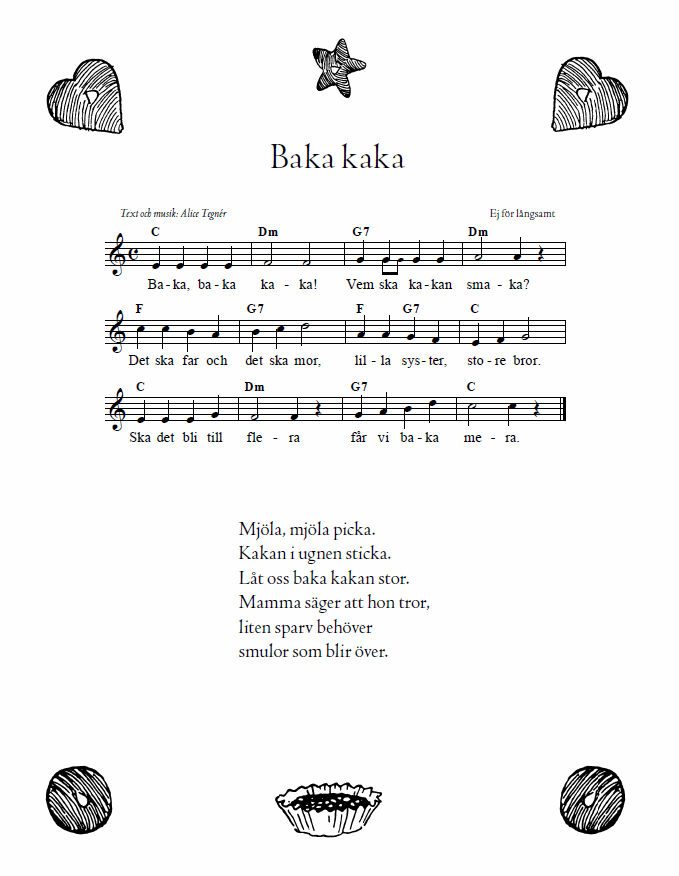 Baka kaka
Text och musik: Alice Tegnér
Ej för långsamt
C Dm G7 Dm
Ba - ka, ba - ka ka - ka! Vem ska ka - kan sma - ka?
F G7 F G7 C
Det ska far och det ska mor, lil - la sys - ter, sto - re bror.
C Dm G7 C
Ska det bli till fle - ra får vi ba - ka me - ra.
Mjöla, mjöla picka.
Kakan i ugnen sticka.
Låt oss baka kakan stor.
Mamma säger att hon tror,
liten sparv behöver
smulor som blir över.